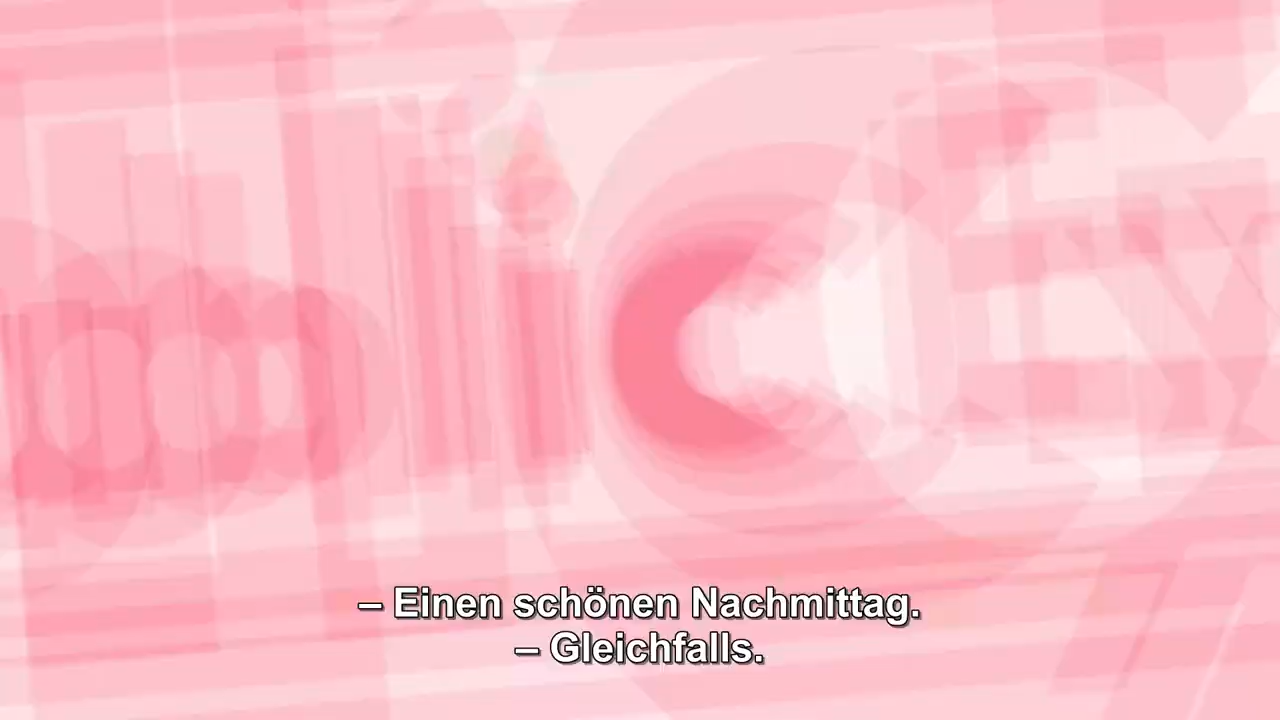 – Einen schönen Nachmittag.
– Gleichfalls.